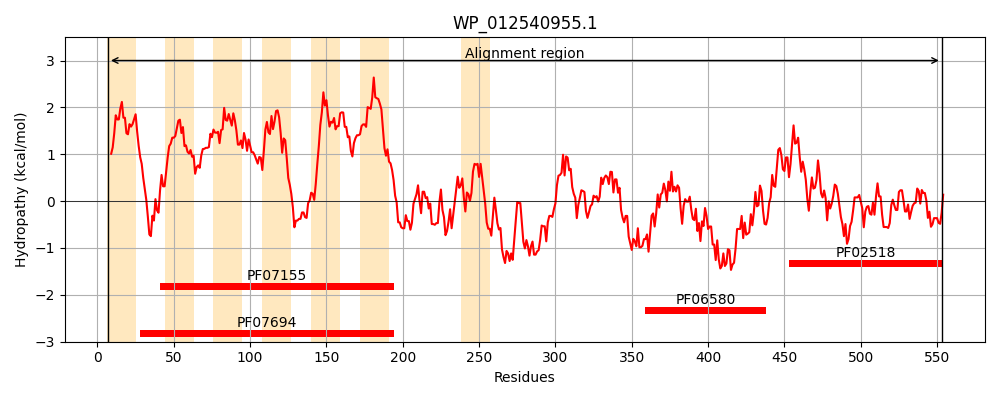 WP_012540955.1
Alignment region
Hydropathy (kcal/mol)
3
2
1
0
−1
−2
−3
PF02518
PF07155
PF06580
PF07694
0 50 100 150 200 250 300 350 400 450 500 550
Residues